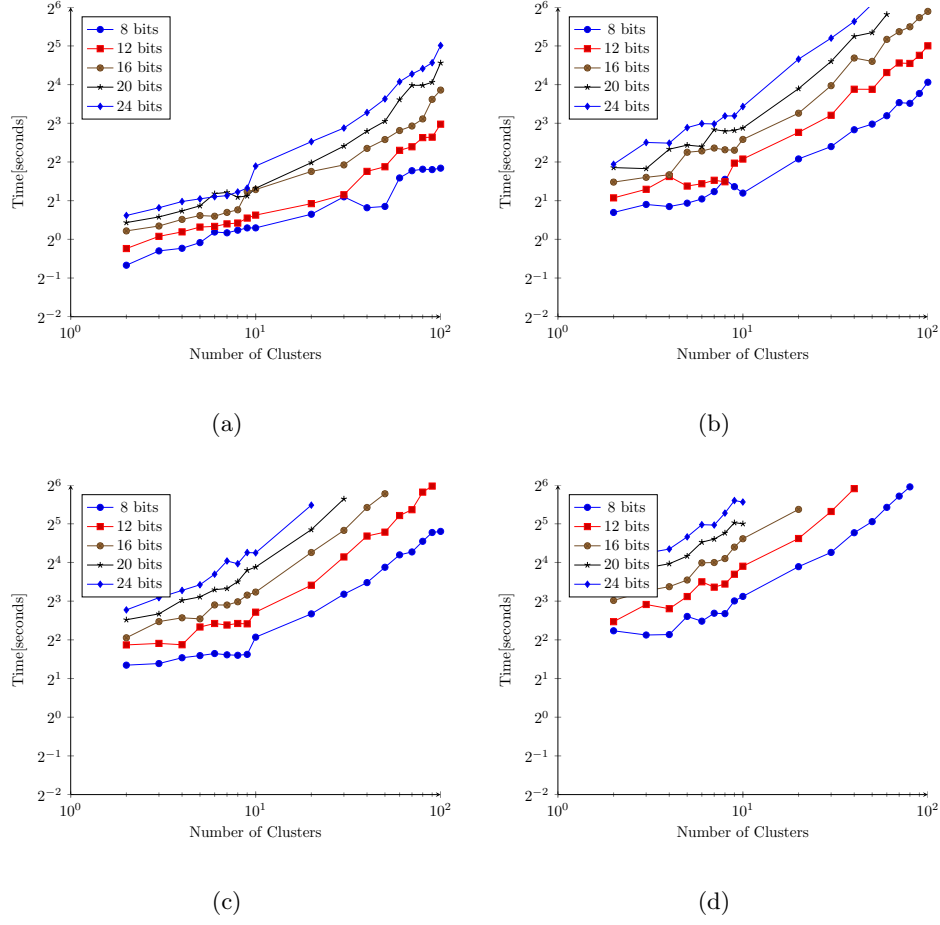 2^6
2^5
2^4
2^3
2^2
2^1
2^0
2^−1
2^−2
Time[seconds]
8 bits
12 bits
16 bits
20 bits
24 bits
10^0 10^1 10^2
Number of Clusters
(a)
2^6
2^5
2^4
2^3
2^2
2^1
2^0
2^−1
2^−2
Time[seconds]
8 bits
12 bits
16 bits
20 bits
24 bits
10^0 10^1 10^2
Number of Clusters
(b)
2^6
2^5
2^4
2^3
2^2
2^1
2^0
2^−1
2^−2
Time[seconds]
8 bits
12 bits
16 bits
20 bits
24 bits
10^0 10^1 10^2
Number of Clusters
(c)
2^6
2^5
2^4
2^3
2^2
2^1
2^0
2^−1
2^−2
Time[seconds]
8 bits
12 bits
16 bits
20 bits
24 bits
10^0 10^1 10^2
Number of Clusters
(d)